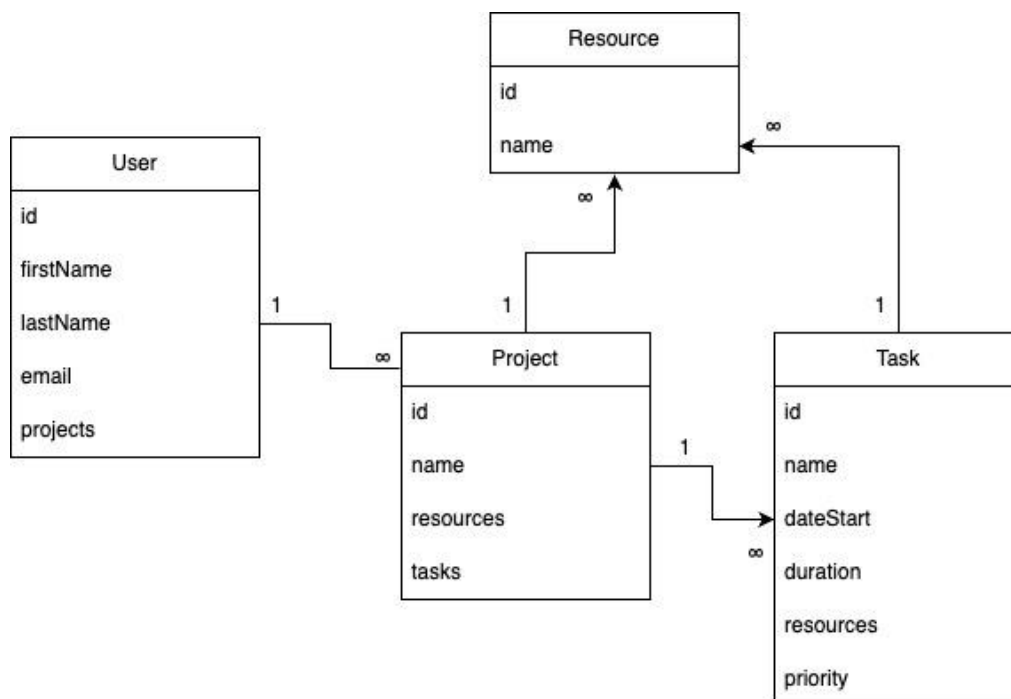 Resource
id
name
∞
∞
User
id
firstName
lastName
email
projects
1
∞
1
1
Project
id
name
resources
tasks
1
∞
Task
id
name
dateStart
duration
resources
priority